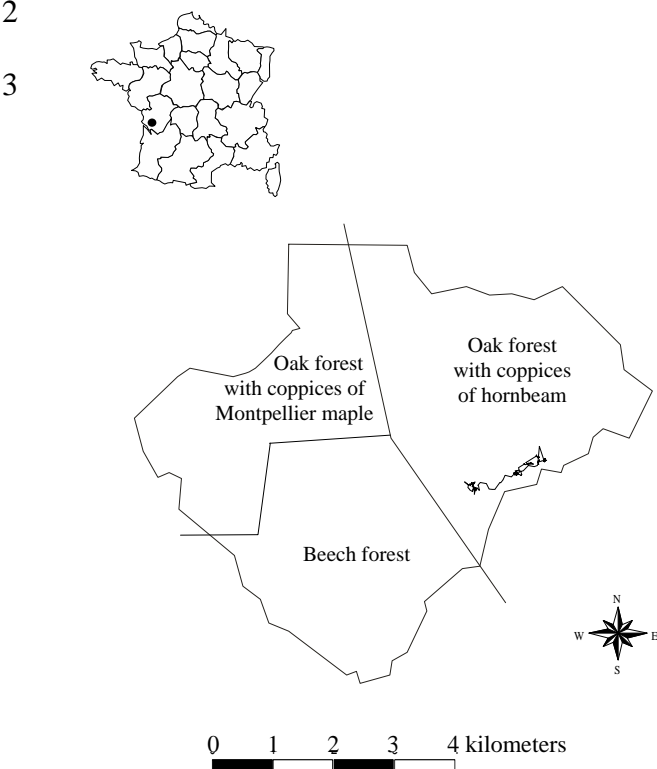 2
3
Oak forest
with coppices of
Montpellier maple
Oak forest
with coppices
of hornbeam
Beech forest
N
W E
S
0 1 2 3 4 kilometers